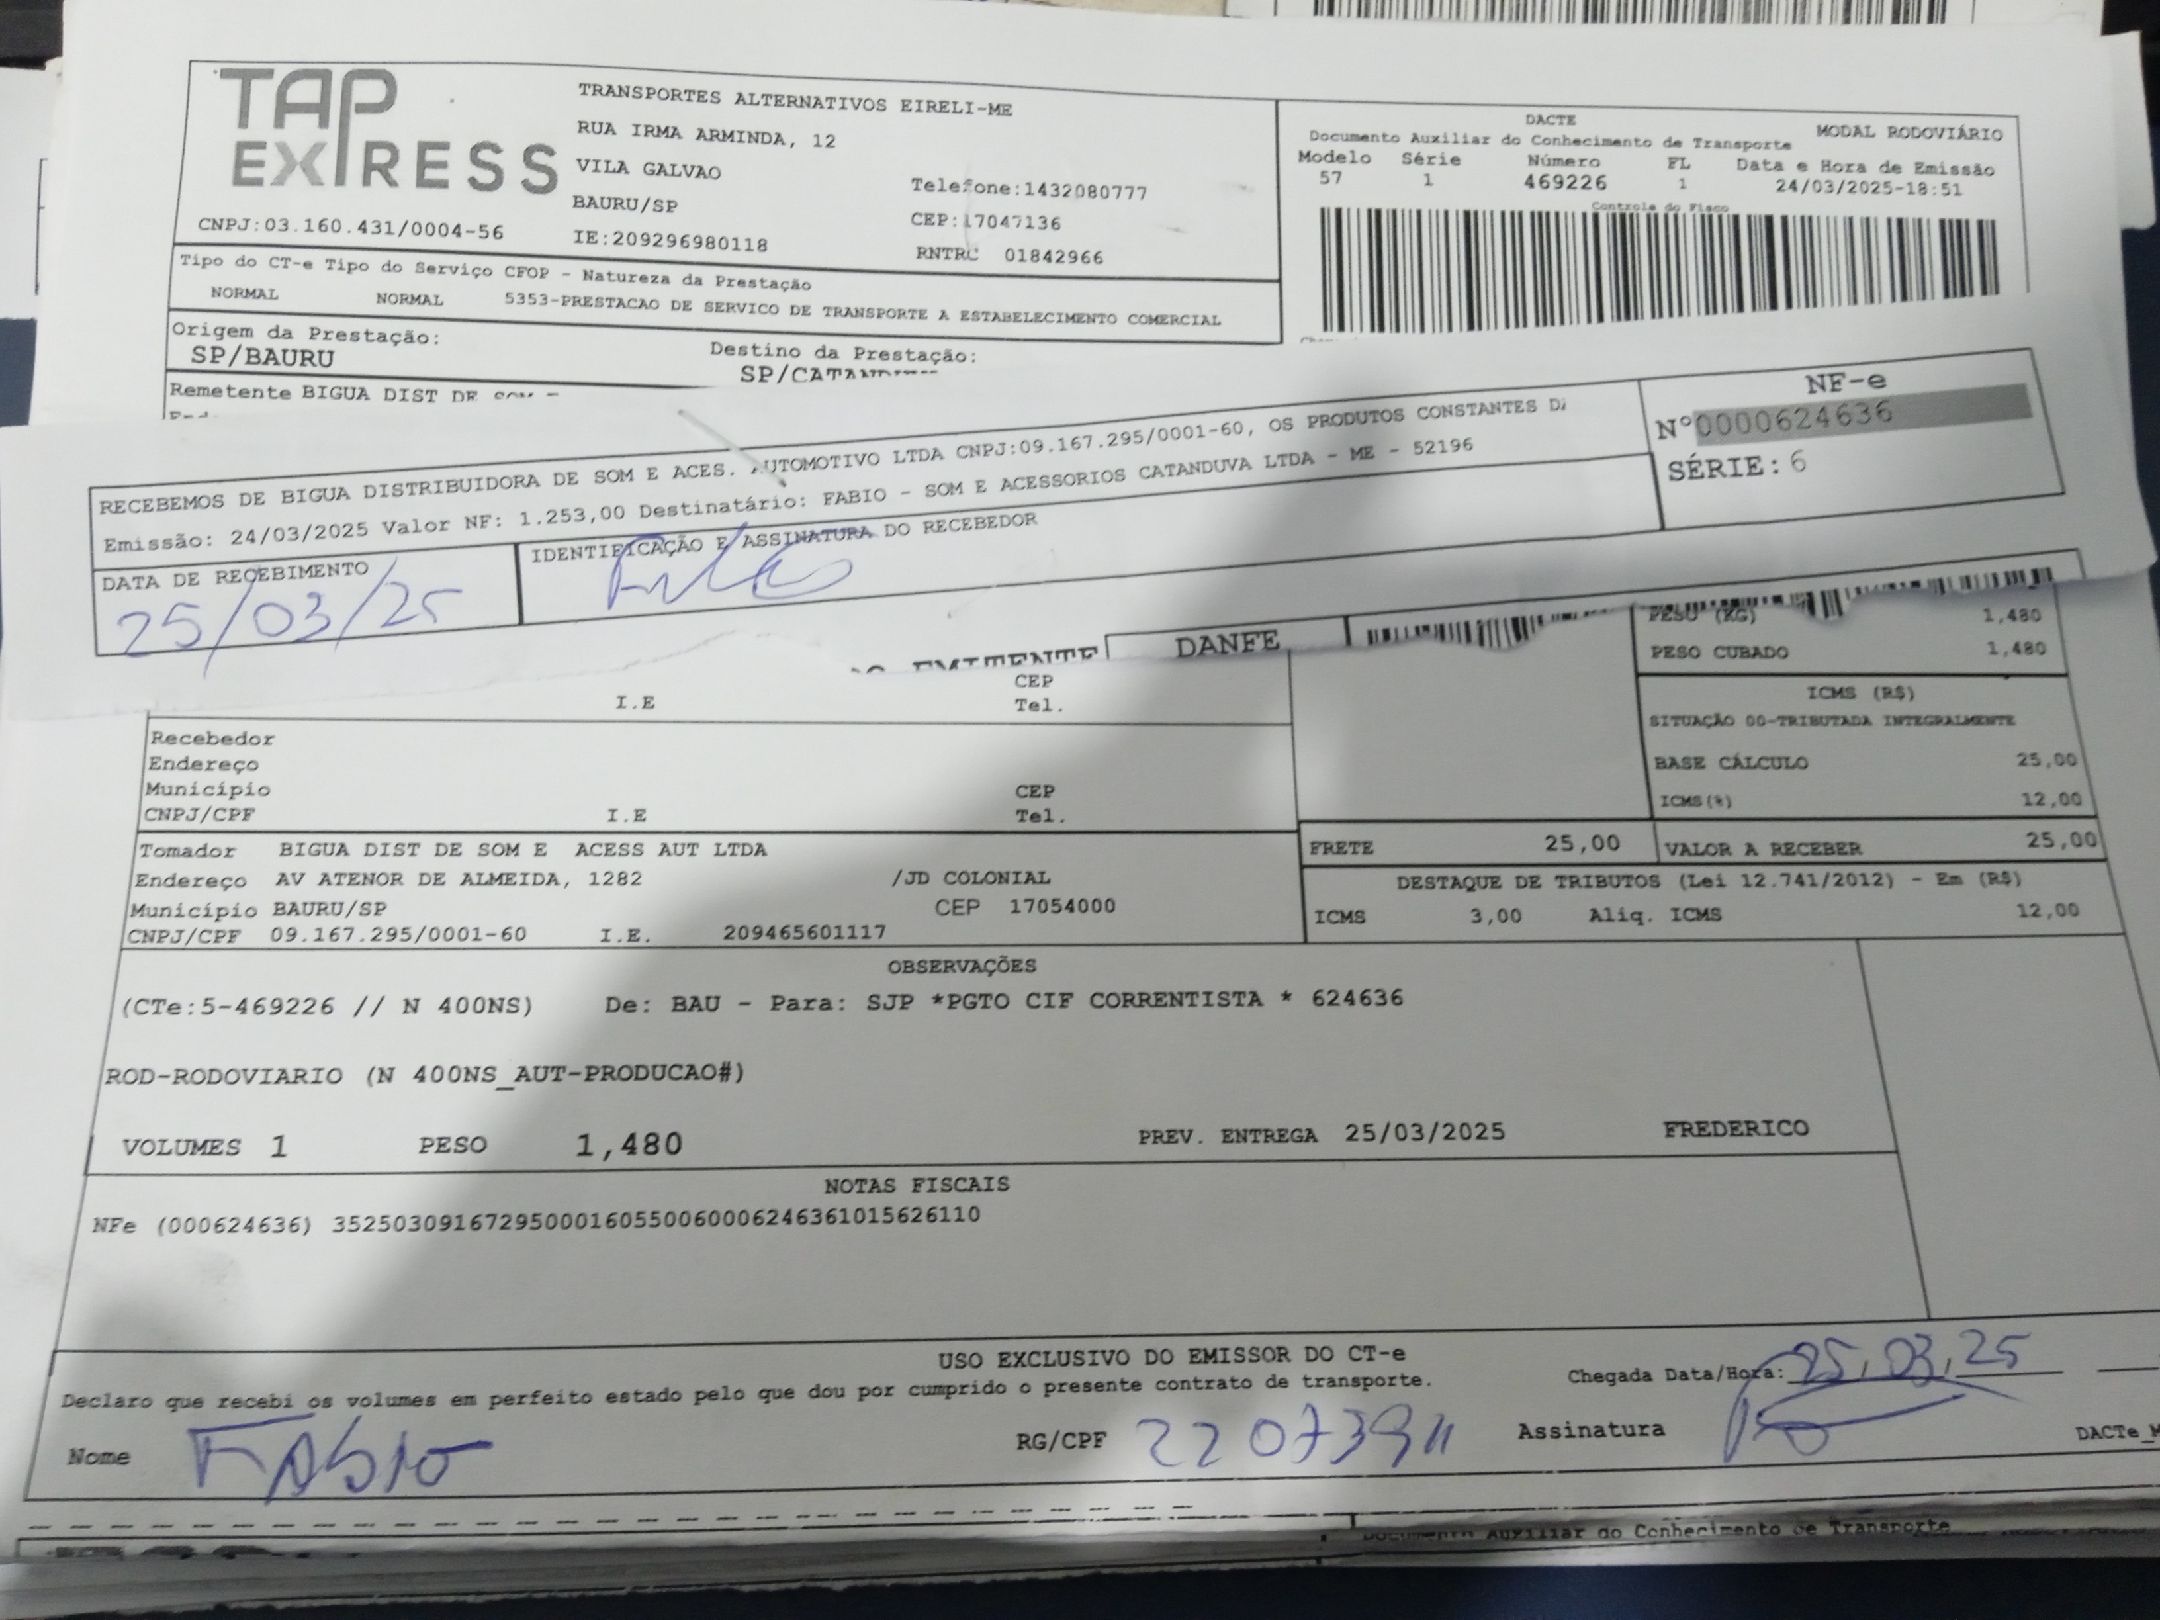 TAP EXPRESS
TRANSPORTES ALTERNATIVOS EIRELI-ME
RUA IRMA ARMINDA, 12
VILA GALVAO
BAURU/SP
IE:209296980118
Telefone:1432080777
CEP:17047136
RNTRC 01842966
CNPJ:03.160.431/0004-56
DACTE
Documento Auxiliar do Conhecimento de Transporte MODAL RODOVIÁRIO
Modelo Série Número FL Data e Hora de Emissão
57 1 469226 1 24/03/2025-18:51
Controle do Fisco
Tipo do CT-e Tipo do Serviço CFOP - Natureza da Prestação
NORMAL NORMAL 5353-PRESTACAO DE SERVICO DE TRANSPORTE A ESTABELECIMENTO COMERCIAL
Origem da Prestação: Destino da Prestação:
SP/BAURU
Remetente BIGUA DIST DE
RECEBEMOS DE BIGUA DISTRIBUIDORA DE SOM E ACES. AUTOMOTIVO LTDA CNPJ:09.167.295/0001-60, OS PRODUTOS CONSTANTES
Emissão: 24/03/2025 Valor NF: 1.253,00 Destinatário: FABIO - SOM E ACESSORIOS CATANDUVA LTDA - ME - 52196
NF-e
Nº0000624636
SÉRIE:6
DATA DE RECEBIMENTO IDENTIFICAÇÃO E ASSINATURA DO RECEBEDOR
25/03/25
EMITENTE DANFE
PESO (KG) 1,480
PESO CUBADO 1,480
CEP
I.E Tel.
ICMS (R$)
SITUAÇÃO 00-TRIBUTADA INTEGRALMENTE
BASE CÁLCULO 25,00
ICMS(%) 12,00
Recebedor
Endereço
Município CEP
CNPJ/CPF I.E Tel.
Tomador BIGUA DIST DE SOM E ACESS AUT LTDA
Endereço AV ATENOR DE ALMEIDA, 1282 /JD COLONIAL
Município BAURU/SP CEP 17054000
CNPJ/CPF 09.167.295/0001-60 I.E. 209465601117
FRETE 25,00 VALOR A RECEBER 25,00
DESTAQUE DE TRIBUTOS (Lei 12.741/2012) - Em (R$)
ICMS 3,00 Aliq. ICMS 12,00
OBSERVAÇÕES
(CTe:5-469226 // N 400NS) De: BAU - Para: SJP *PGTO CIF CORRENTISTA * 624636
ROD-RODOVIARIO (N 400NS_AUT-PRODUCAO#)
VOLUMES 1 PESO 1,480 PREV. ENTREGA 25/03/2025 FREDERICO
NOTAS FISCAIS
NFe (000624636) 35250309167295000160550060006246361015626110
USO EXCLUSIVO DO EMISSOR DO CT-e
Declaro que recebi os volumes em perfeito estado pelo que dou por cumprido o presente contrato de transporte.
Chegada Data/Hora: 25/03/25
Nome FABIO RG/CPF Assinatura
DACTe_M
Documento Auxiliar do Conhecimento de Transporte